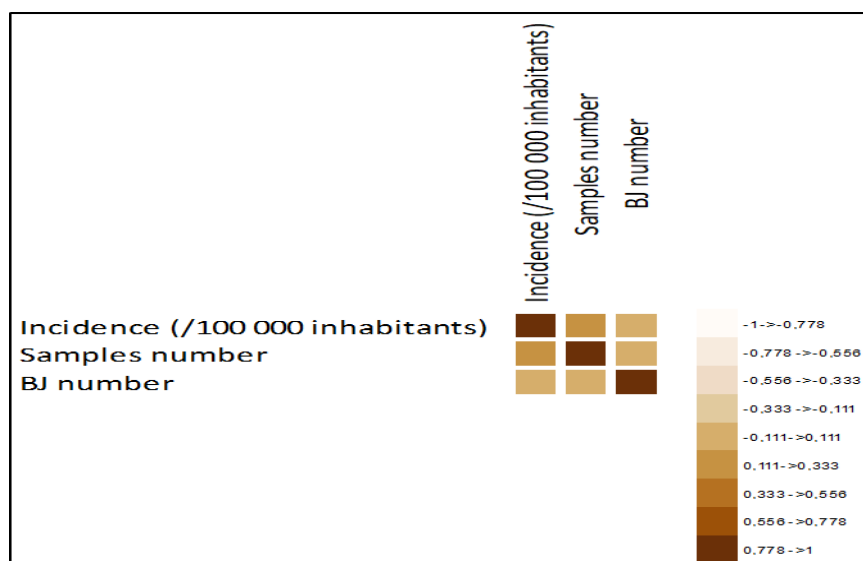 Incidence (/100 000 inhabitants)
Samples number
BJ number
Incidence (/100 000 inhabitants)
Samples number
BJ number
-1->-0,778
-0,778->-0,556
-0,556->-0,333
-0,333->-0,111
-0,111->0,111
0,111->0,333
0,333->0,556
0,556->0,778
0,778->1